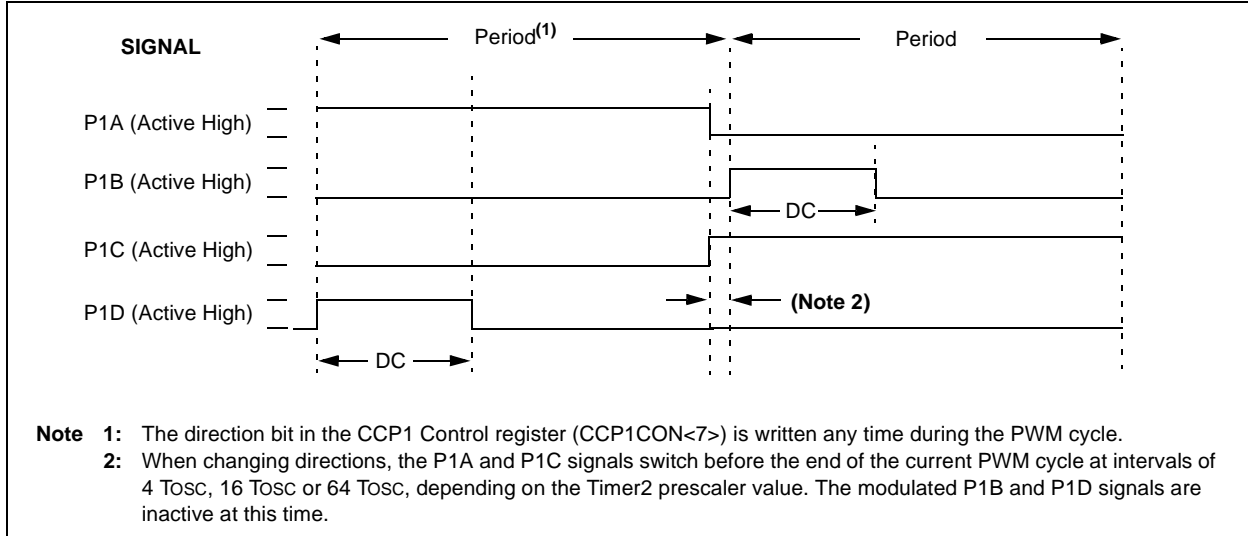 SIGNAL
Period(1)
Period
P1A (Active High)
P1B (Active High)
DC
P1C (Active High)
P1D (Active High)
(Note 2)
DC
Note 1: The direction bit in the CCP1 Control register (CCP1CON<7>) is written any time during the PWM cycle.
2: When changing directions, the P1A and P1C signals switch before the end of the current PWM cycle at intervals of
4 TOSC, 16 TOSC or 64 TOSC, depending on the Timer2 prescaler value. The modulated P1B and P1D signals are
inactive at this time.